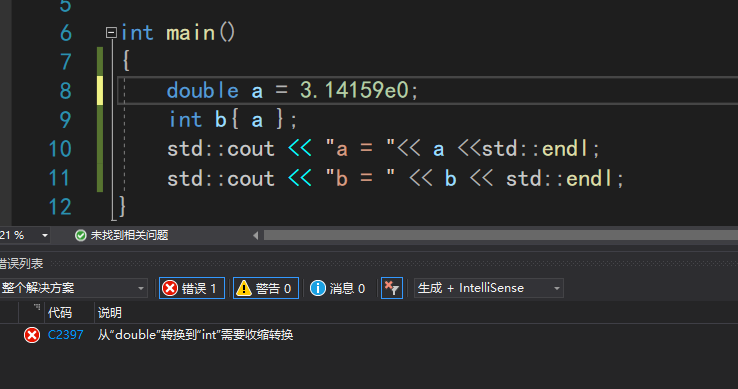 5
6 int main()
7 {
8 double a = 3.14159e0;
9 int b{ a };
10 std::cout << "a = "<< a <<std::endl;
11 std::cout << "b = " << b << std::endl;
12 }
21 % 未找到相关问题
错误列表
整个解决方案 错误 1 警告 0 消息 0 生成 + IntelliSense
代码 说明
C2397 从“double”转换到“int”需要收缩转换